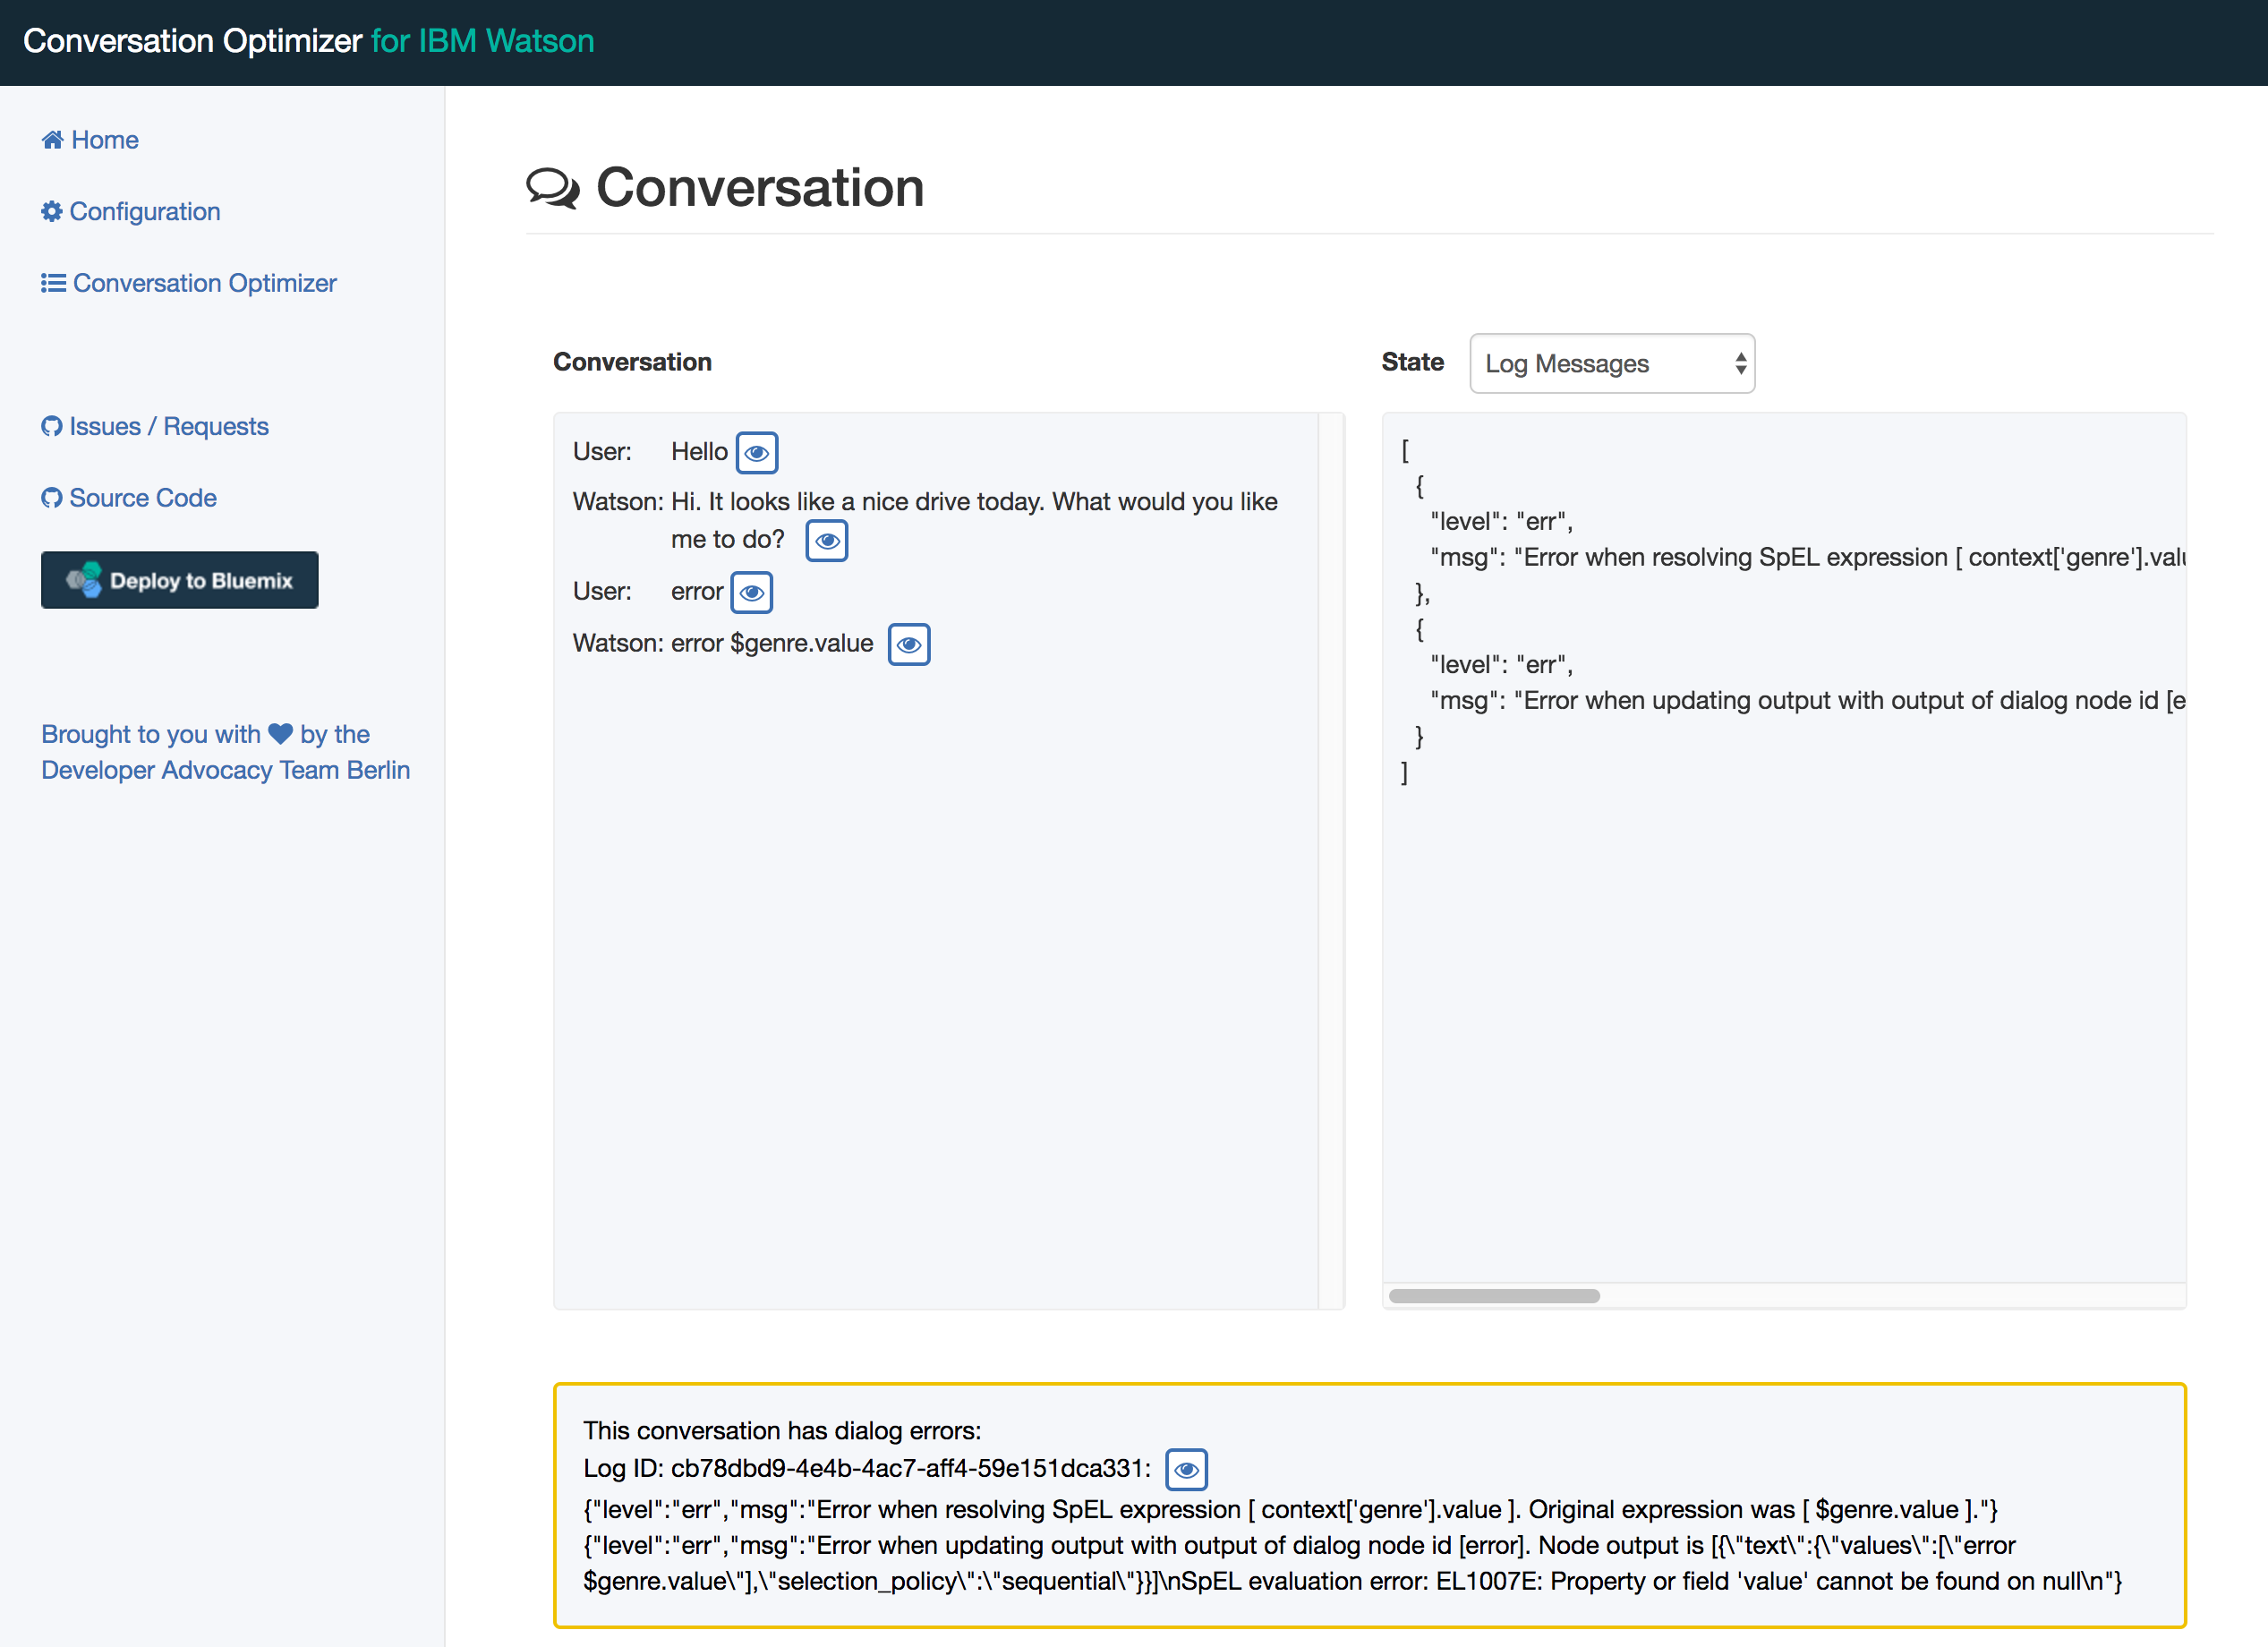 Conversation Optimizer for IBM Watson
Home
Configuration
Conversation Optimizer
Issues / Requests
Source Code
Deploy to Bluemix
Brought to you with by the
Developer Advocacy Team Berlin
Conversation
Conversation
User: Hello
Watson: Hi. It looks like a nice drive today. What would you like
me to do?
User: error
Watson: error $genre.value
State Log Messages
[
{
"level": "err",
"msg": "Error when resolving SpEL expression [ context['genre'].valu
},
{
"level": "err",
"msg": "Error when updating output with output of dialog node id [e
}
]
This conversation has dialog errors:
Log ID: cb78dbd9-4e4b-4ac7-aff4-59e151dca331:
{"level":"err","msg":"Error when resolving SpEL expression [ context['genre'].value ]. Original expression was [ $genre.value ]."}
{"level":"err","msg":"Error when updating output with output of dialog node id [error]. Node output is [{\"text\":{\"values\":[\"error
$genre.value\"],\"selection_policy\":\"sequential\"}}]\nSpEL evaluation error: EL1007E: Property or field 'value' cannot be found on null\n"}